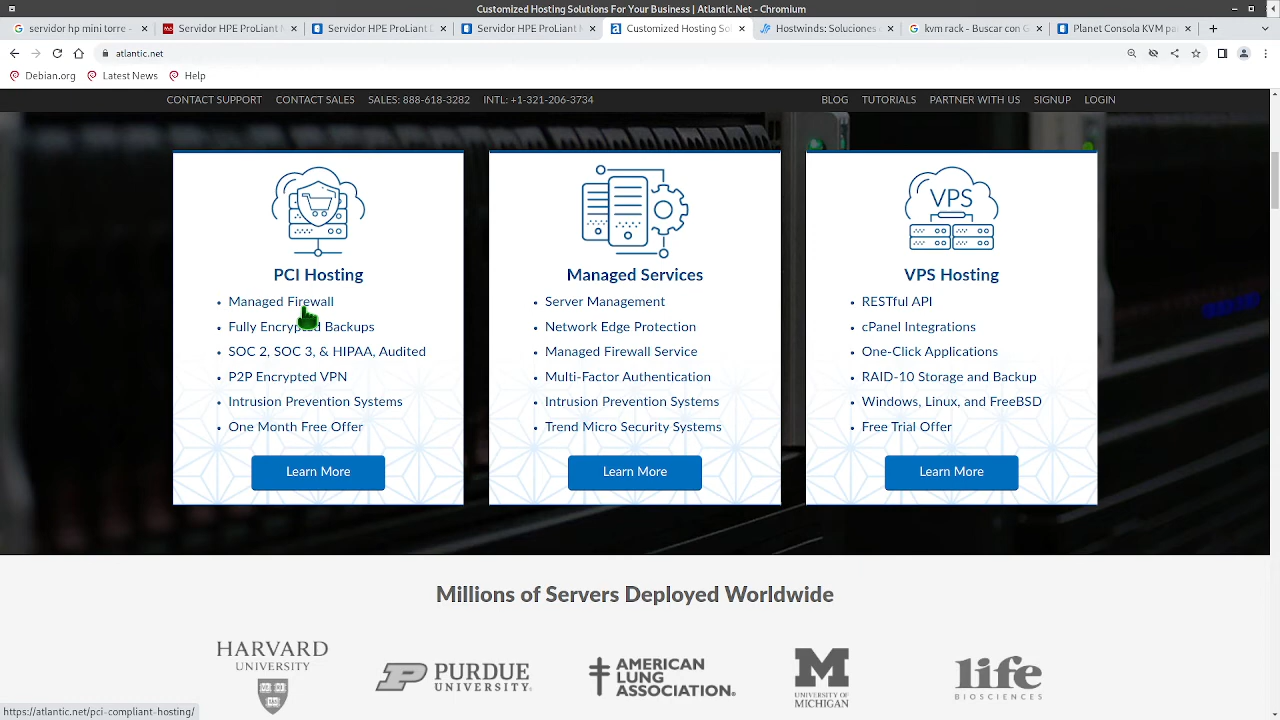 Customized Hosting Solutions For Your Business | Atlantic.Net - Chromium
servidor hp mini torre -
Servidor HPE ProLiant M
Servidor HPE ProLiant D
Servidor HPE ProLiant M
Customized Hosting So
Hostwinds: Soluciones
kvm rack - Buscar con G
Planet Consola KVM pa
atlantic.net
Debian.org
Latest News
Help
CONTACT SUPPORT CONTACT SALES SALES: 888-618-3282 INTL: +1-321-206-3734 BLOG TUTORIALS PARTNER WITH US SIGNUP LOGIN
PCI Hosting
Managed Firewall
Fully Encrypted Backups
SOC 2, SOC 3, & HIPAA, Audited
P2P Encrypted VPN
Intrusion Prevention Systems
One Month Free Offer
Learn More
Managed Services
Server Management
Network Edge Protection
Managed Firewall Service
Multi-Factor Authentication
Intrusion Prevention Systems
Trend Micro Security Systems
Learn More
VPS
VPS Hosting
RESTful API
cPanel Integrations
One-Click Applications
RAID-10 Storage and Backup
Windows, Linux, and FreeBSD
Free Trial Offer
Learn More
Millions of Servers Deployed Worldwide
HARVARD
UNIVERSITY
PURDUE
UNIVERSITY
AMERICAN
LUNG
ASSOCIATION.
M
UNIVERSITY OF
MICHIGAN
life
BIOSCIENCES
https://atlantic.net/pci-compliant-hosting/